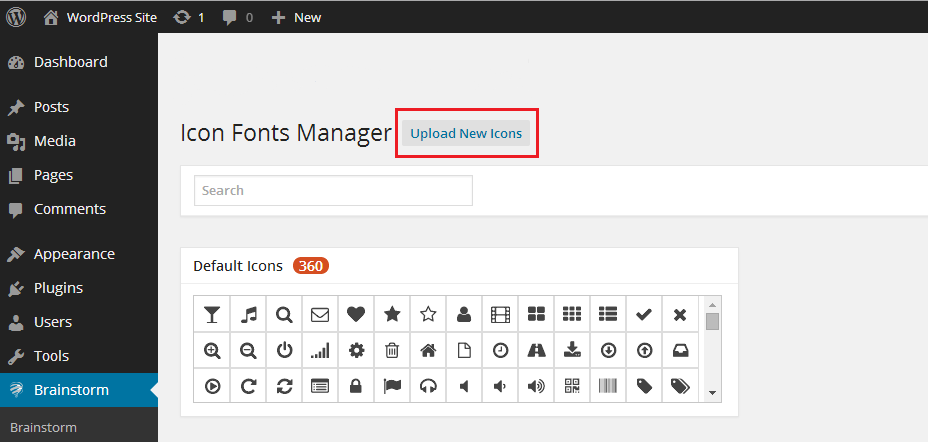 WordPress Site 1 0 New
Dashboard
Posts
Media
Pages
Comments
Appearance
Plugins
Users
Tools
Brainstorm
Brainstorm
Icon Fonts Manager Upload New Icons
Search
Default Icons 360